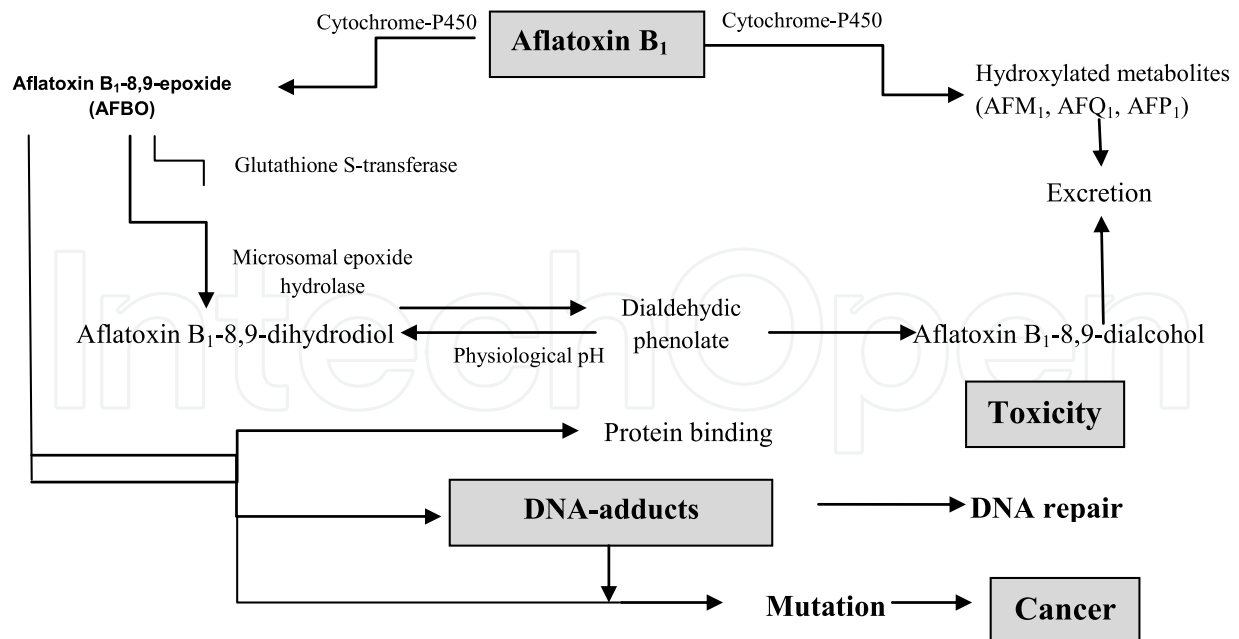 Cytochrome-P450
Aflatoxin B₁
Cytochrome-P450
Aflatoxin B₁-8,9-epoxide
(AFBO)
Hydroxylated metabolites
(AFM₁, AFQ₁, AFP₁)
Glutathione S-transferase
Excretion
Microsomal epoxide
hydrolase
Aflatoxin B₁-8,9-dihydrodiol
Physiological pH
Dialdehydic
phenolate
Aflatoxin B₁-8,9-dialcohol
IntechOpen
Toxicity
Protein binding
DNA-adducts
DNA repair
Mutation
Cancer